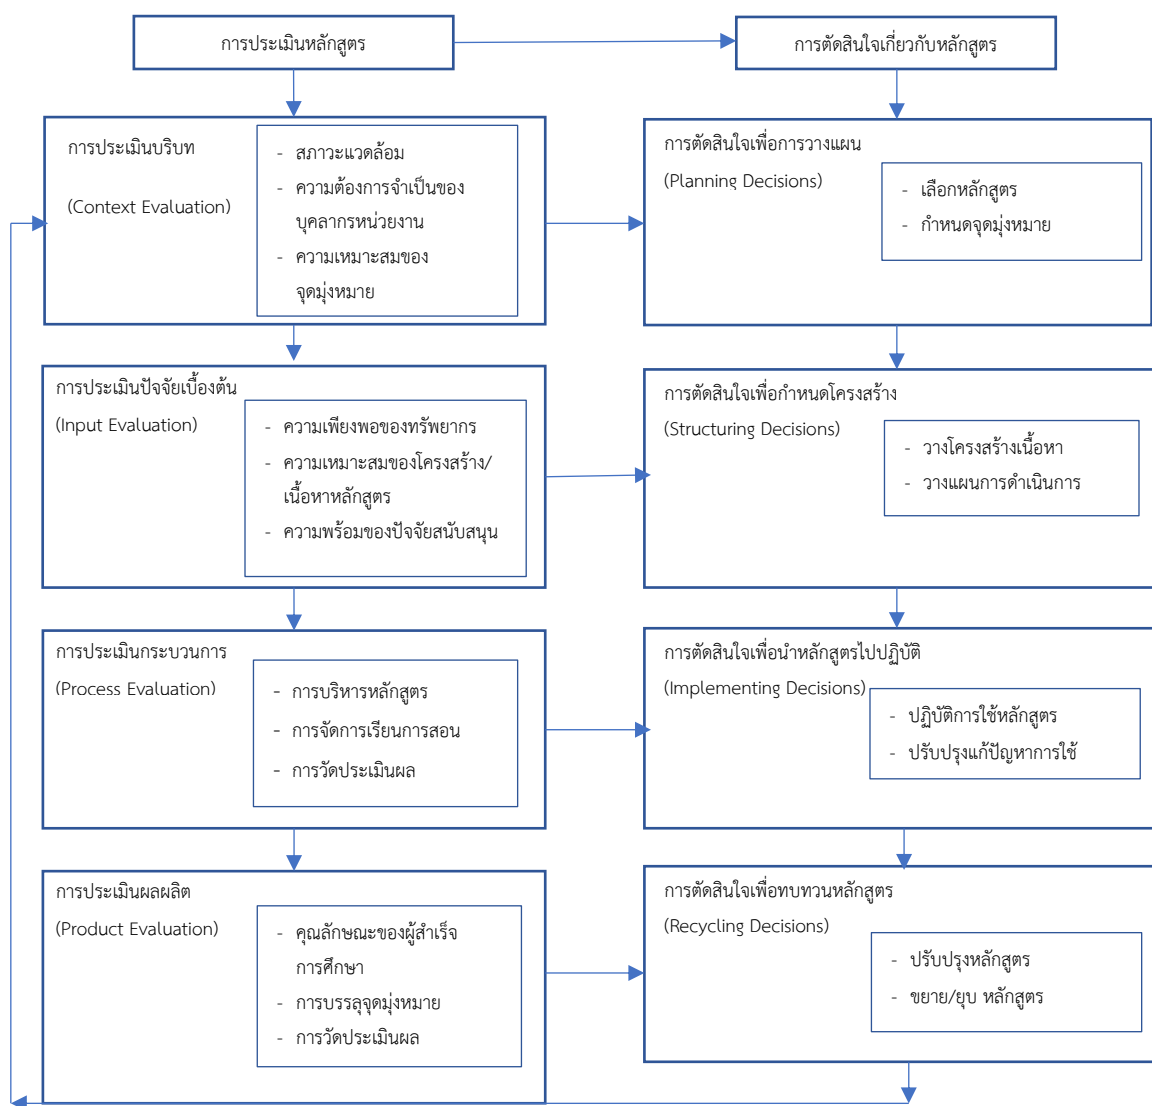 การประเมินหลักสูตร
การตัดสินใจเกี่ยวกับหลักสูตร
การประเมินบริบท
(Context Evaluation)
- สภาวะแวดล้อม
- ความต้องการจำเป็นของ
บุคลากรหน่วยงาน
- ความเหมาะสมของ
จุดมุ่งหมาย
การตัดสินใจเพื่อการวางแผน
(Planning Decisions)
- เลือกหลักสูตร
- กำหนดจุดมุ่งหมาย
การประเมินปัจจัยเบื้องต้น
(Input Evaluation)
- ความเพียงพอของทรัพยากร
- ความเหมาะสมของโครงสร้าง/
เนื้อหาหลักสูตร
- ความพร้อมของปัจจัยสนับสนุน
การตัดสินใจเพื่อกำหนดโครงสร้าง
(Structuring Decisions)
- วางโครงสร้างเนื้อหา
- วางแผนการดำเนินการ
การประเมินกระบวนการ
(Process Evaluation)
- การบริหารหลักสูตร
- การจัดการเรียนการสอน
- การวัดประเมินผล
การตัดสินใจเพื่อนำหลักสูตรไปปฏิบัติ
(Implementing Decisions)
- ปฏิบัติการใช้หลักสูตร
- ปรับปรุงแก้ปัญหาการใช้
การประเมินผลผลิต
(Product Evaluation)
- คุณลักษณะของผู้สำเร็จ
การศึกษา
- การบรรลุจุดมุ่งหมาย
- การวัดประเมินผล
การตัดสินใจเพื่อทบทวนหลักสูตร
(Recycling Decisions)
- ปรับปรุงหลักสูตร
- ขยาย/ยุบ หลักสูตร